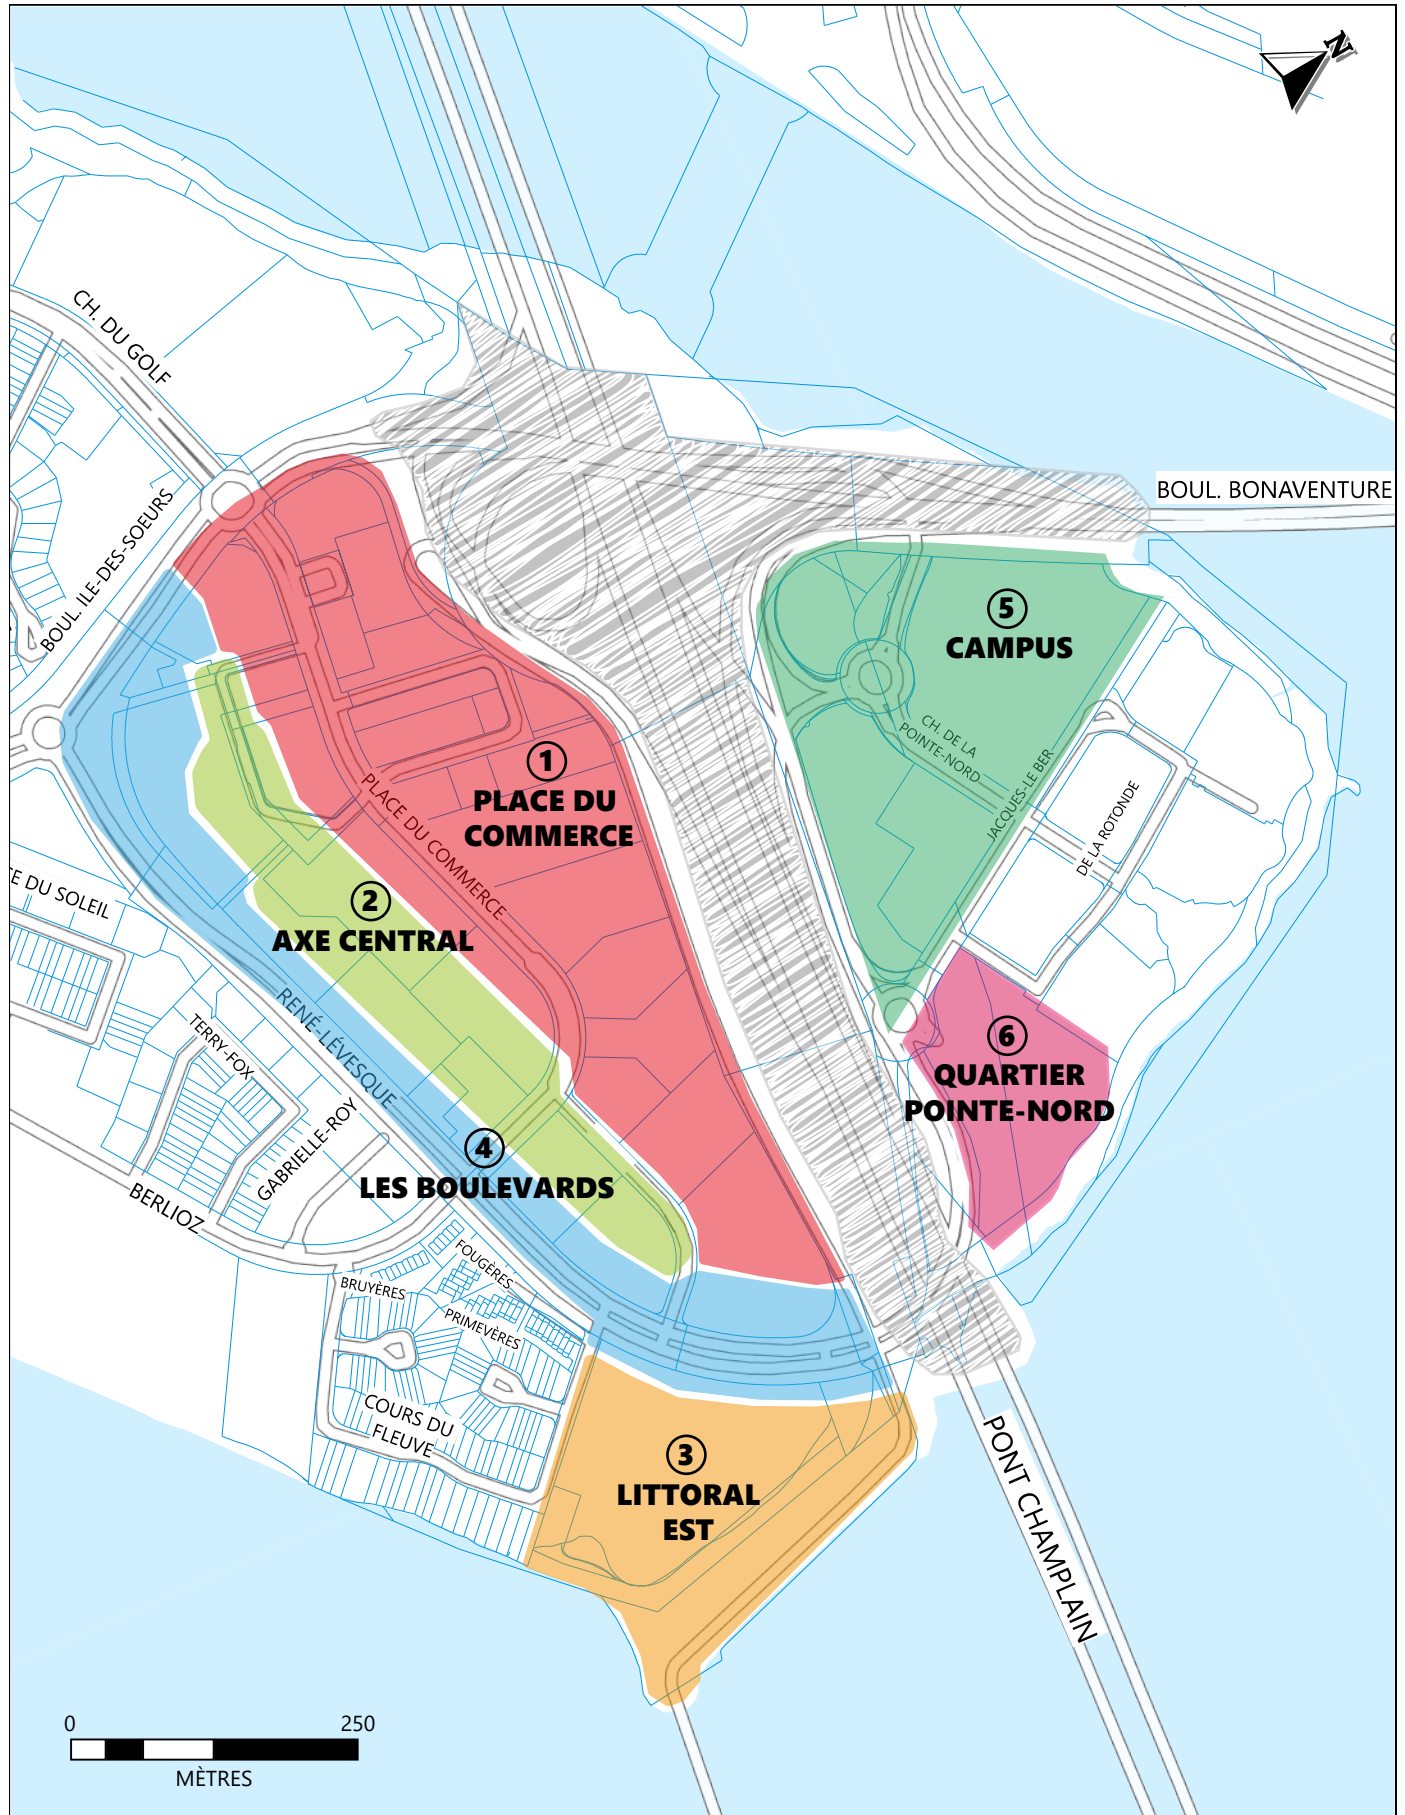 N
CH. DU GOLF
BOUL. BONAVENTURE
BOUL. ILE-DES-SOEURS
5
CAMPUS
CH. DE LA
POINTE-NORD
JACQUES-LE BER
DE LA ROTONDE
1
PLACE DU
COMMERCE
PLACE DU COMMERCE
2
AXE CENTRAL
E DU SOLEIL
RENÉ-LÉVESQUE
TERRY-FOX
GABRIELLE-ROY
BERLIOZ
6
QUARTIER
POINTE-NORD
4
LES BOULEVARDS
FOUGÈRES
BRUYÈRES
PRIMEVÈRES
COURS DU
FLEUVE
3
LITTORAL
EST
PONT CHAMPLAIN
0 250
MÈTRES